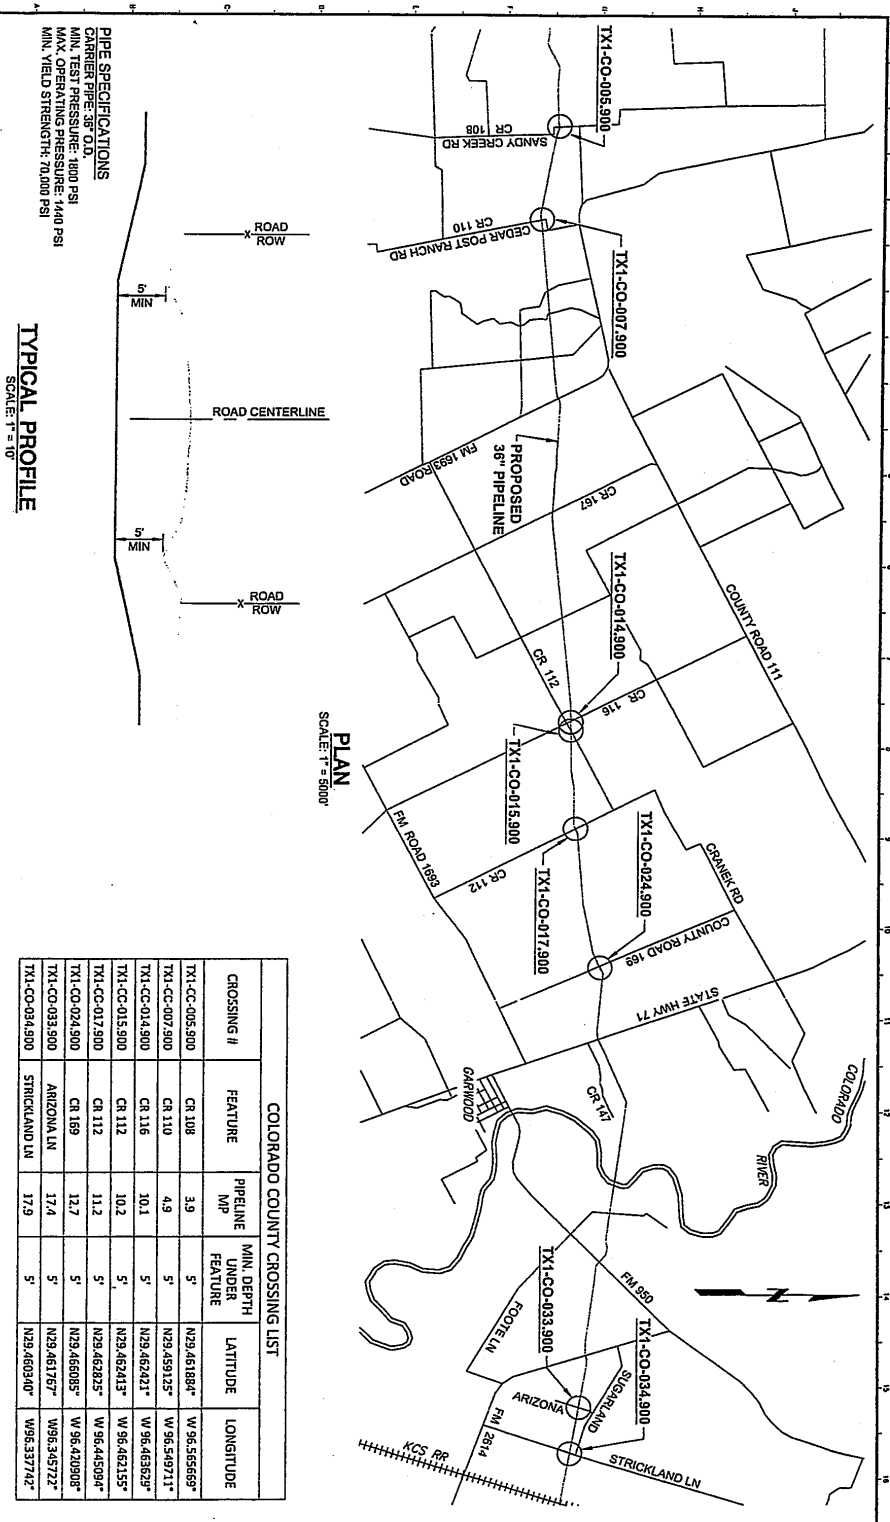 TX1-CO-005.900
SANDY CREEK RD
CR 108
TX1-CO-007.900
CEDAR POST RANCH RD
CR 110
PROPOSED
36" PIPELINE
FM 1693 ROAD
CR 167
TX1-CO-014.900
COUNTY ROAD 111
CR 112
CR 116
TX1-CO-015.900
FM ROAD 1693
CR 112
TX1-CO-017.900
TX1-CO-024.900
CRANEK RD
COUNTY ROAD 169
STATE HWY 71
GARWOOD
CR 147
COLORADO
RIVER
FM 950
FOOTE LN
TX1-CO-033.900
TX1-CO-034.900
ARIZONA
SUGARLAND
FM 2614
STRICKLAND LN
KCS RR
PLAN
SCALE: 1" = 5000'
PIPE SPECIFICATIONS
CARRIER PIPE: 36" O.D.
MIN. TEST PRESSURE: 1800 PSI
MAX. OPERATING PRESSURE: 1440 PSI
MIN. YIELD STRENGTH: 70,000 PSI
X ROAD
ROW
5'
MIN
ROAD CENTERLINE
5'
MIN
X ROAD
ROW
TYPICAL PROFILE
SCALE: 1" = 10'
COLORADO COUNTY CROSSING LIST
CROSSING # FEATURE PIPELINE MP MIN. DEPTH UNDER FEATURE LATITUDE LONGITUDE
TX1-CC-005.900 CR 108 3.9 5' N29.461884° W 96.565669°
TX1-CC-007.900 CR 110 4.9 5' N29.459125° W 96.549711°
TX1-CC-014.900 CR 116 10.1 5' N29.462421° W 96.463629°
TX1-CC-015.900 CR 112 10.2 5' N29.462413° W 96.462155°
TX1-CC-017.900 CR 112 11.2 5' N29.462825° W 96.445094°
TX1-CO-024.900 CR 169 12.7 5' N29.466085° W 96.420908°
TX1-CO-033.900 ARIZONA LN 17.4 5' N29.461767° W96.345722°
TX1-CO-034.900 STRICKLAND LN 17.9 5' N29.460340° W96.337742°